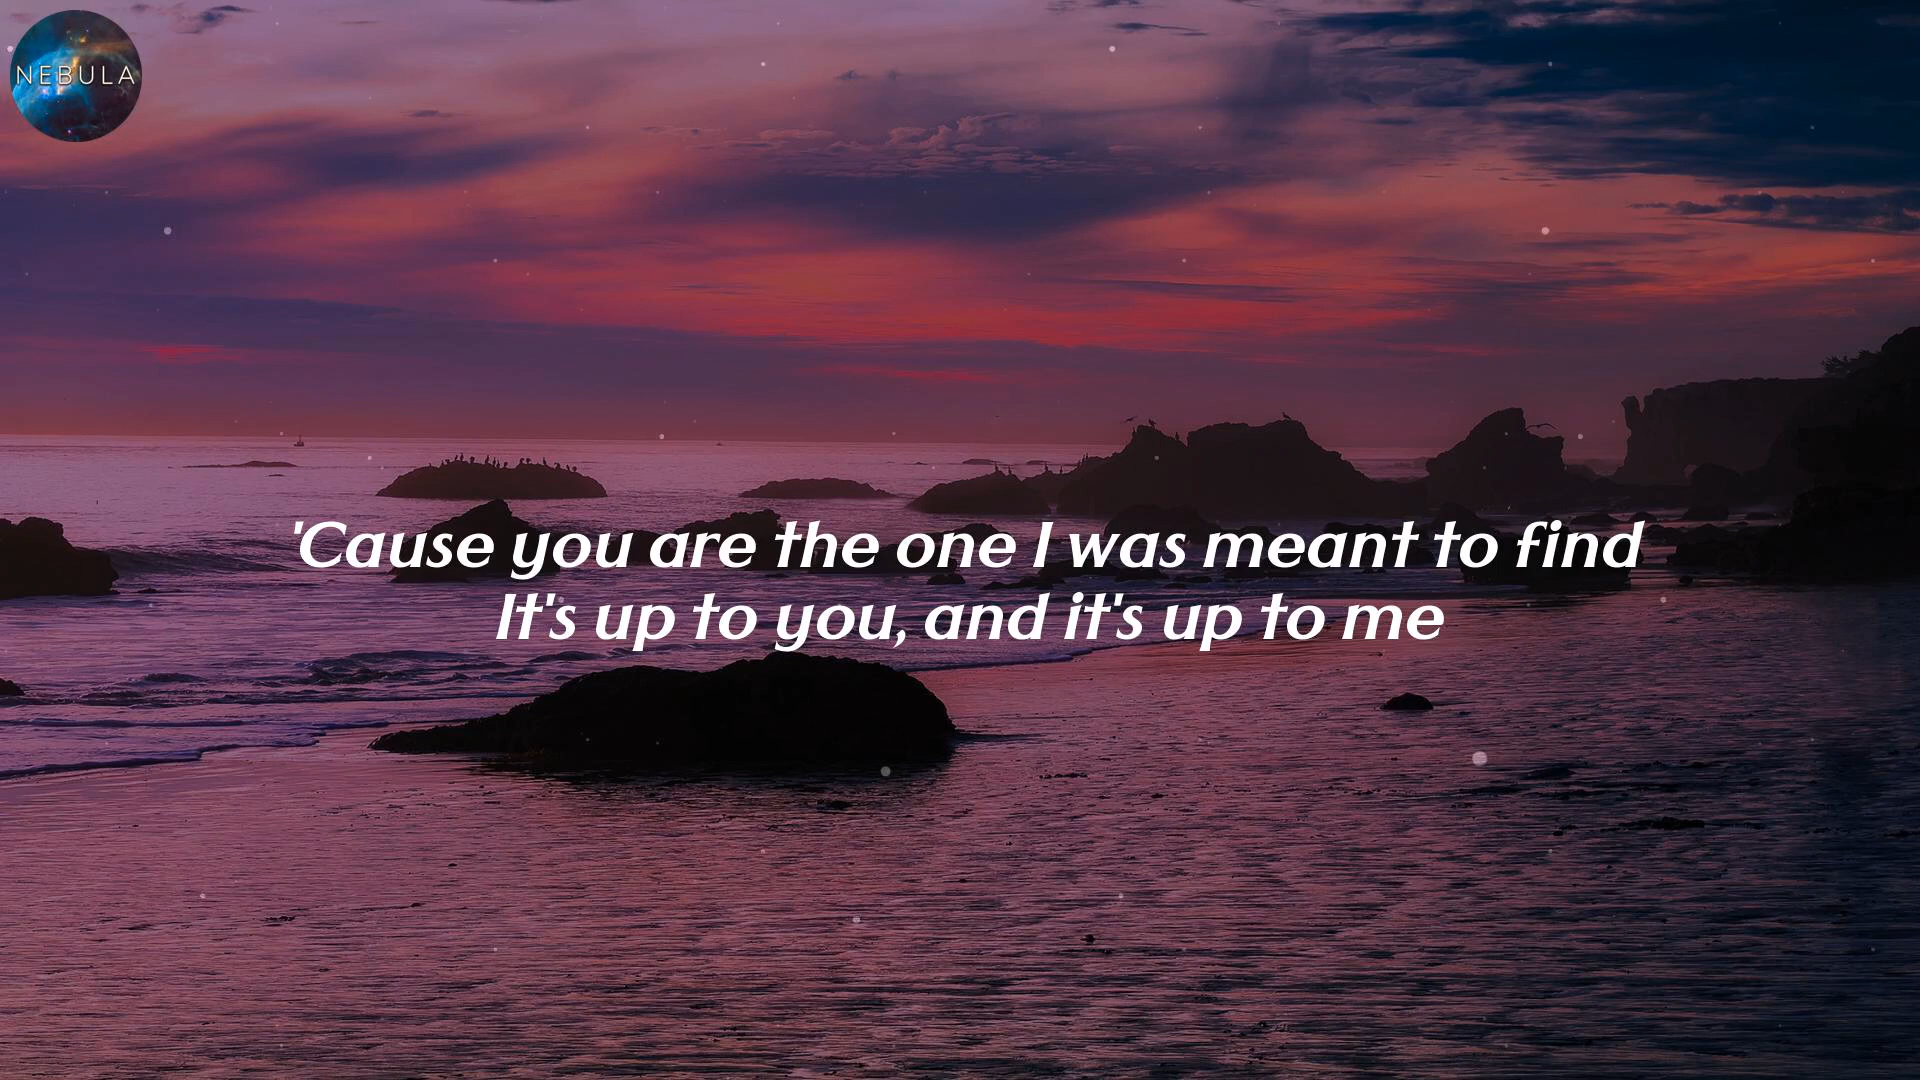 NEBULA
'Cause you are the one I was meant to find
It's up to you, and it's up to me